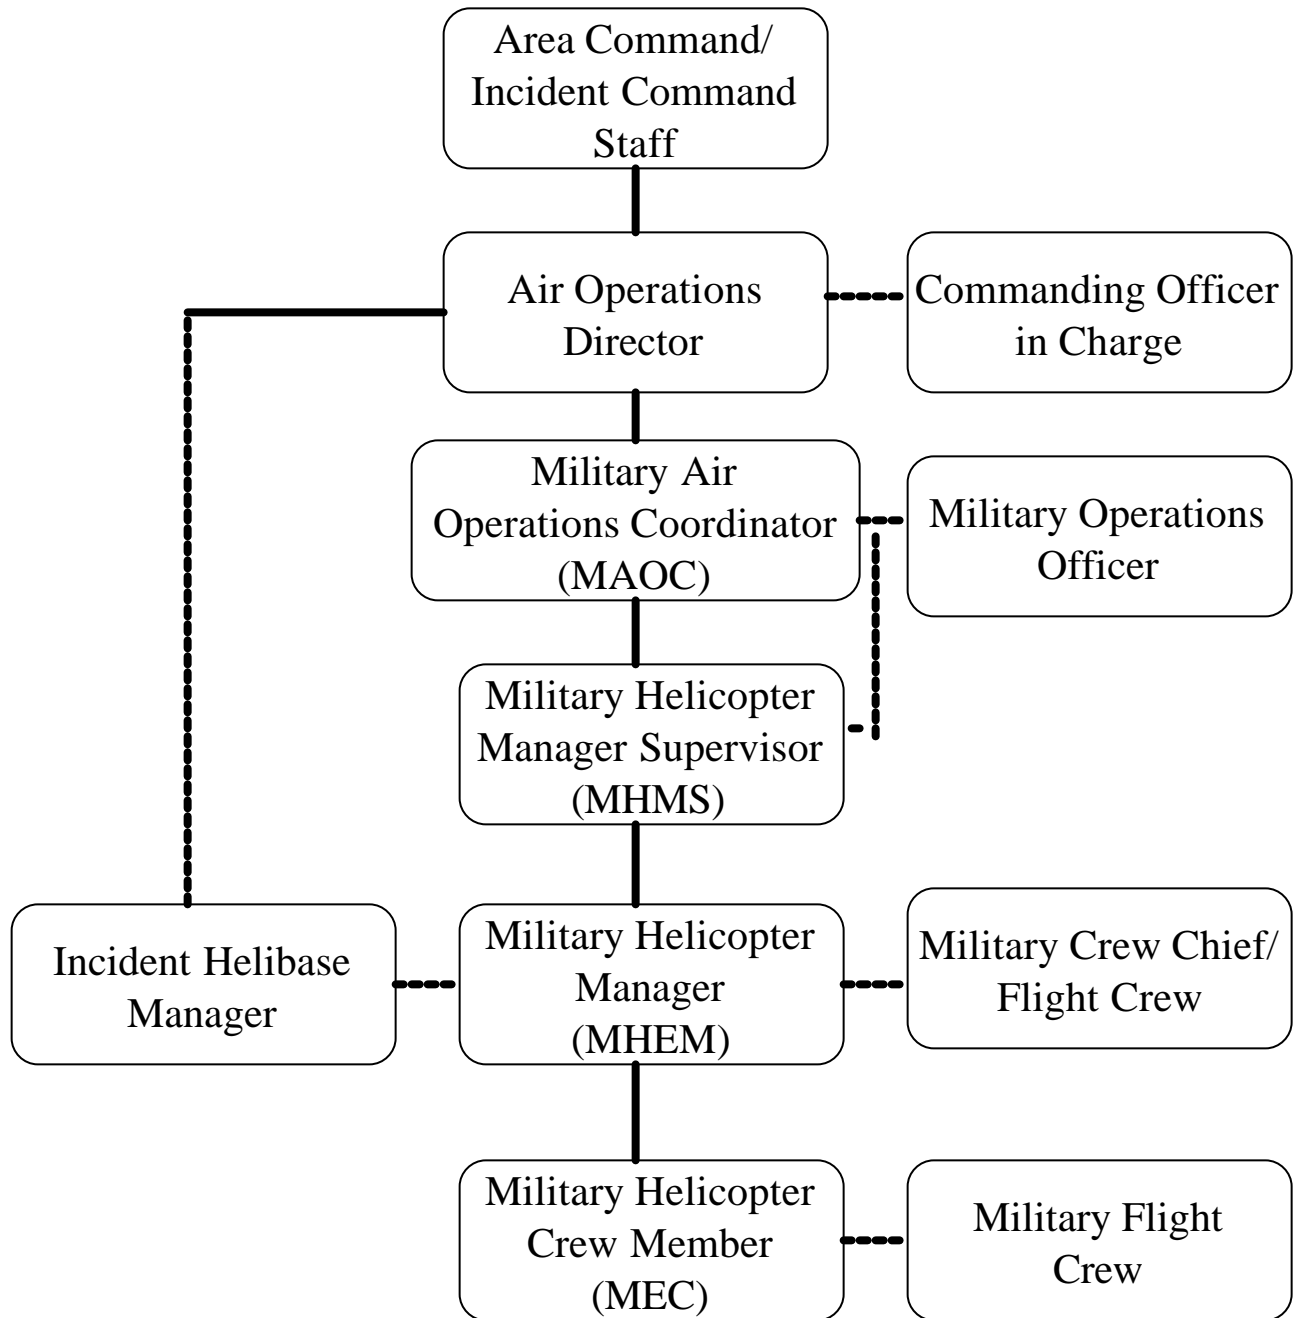 Area Command/
Incident Command
Staff
Air Operations
Director
Commanding Officer
in Charge
Military Air
Operations Coordinator
(MAOC)
Military Operations
Officer
Military Helicopter
Manager Supervisor
(MHMS)
Incident Helibase
Manager
Military Helicopter
Manager
(MHEM)
Military Crew Chief/
Flight Crew
Military Helicopter
Crew Member
(MEC)
Military Flight
Crew